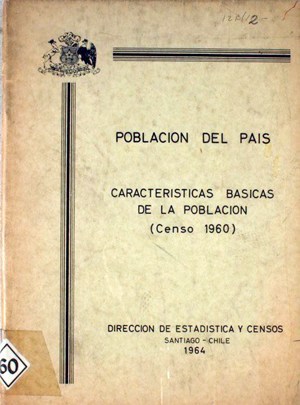 POBLACION DEL PAIS
CARACTERISTICAS BASICAS
DE LA POBLACION
(Censo 1960)
DIRECCION DE ESTADISTICA Y CENSOS
SANTIAGO - CHILE
1964
60